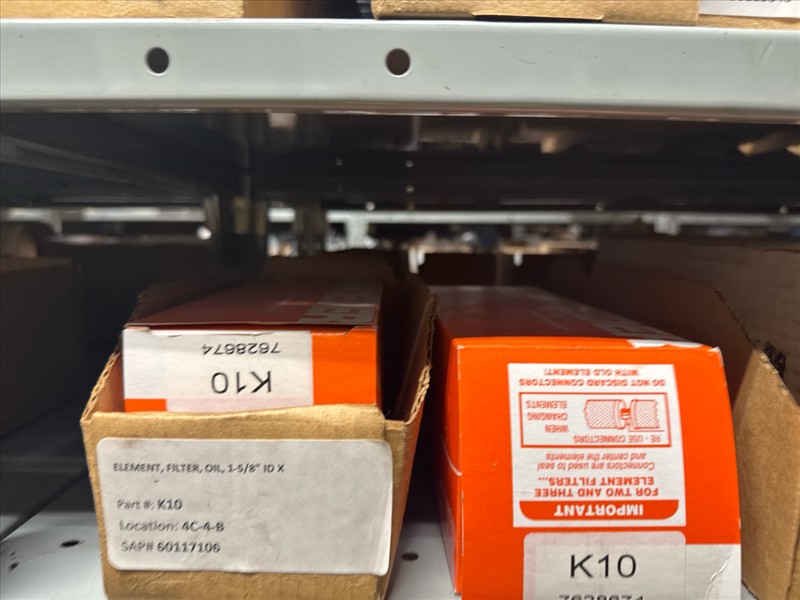 7628674
K10
ELEMENT, FILTER, OIL, 1-5/8" ID X
Part #: K10
Location: 4C-4-B
SAP# 60117106
IMPORTANT
FOR TWO AND THREE
ELEMENT FILTERS...
Connectors are used to seal
and center the elements
RE - USE CONNECTORS
WHEN
CHANGING
ELEMENTS
DO NOT DISCARD CONNECTORS
WITH OLD ELEMENT!
K10
7628674